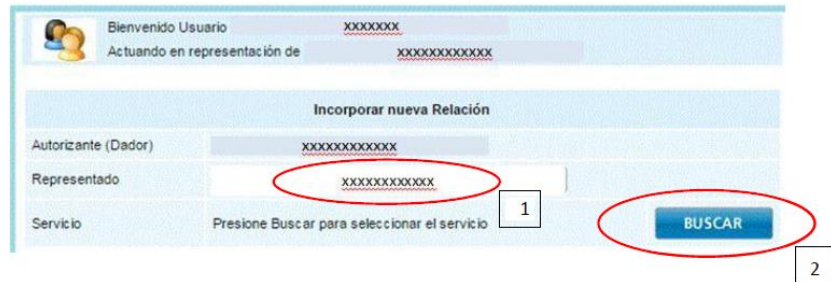 Bienvenido Usuario xxxxxxx
Actuando en representación de xxxxxxxxxxxx
Incorporar nueva Relación
Autorizante (Dador) xxxxxxxxxxxx
Representado xxxxxxxxxxxx
1
Servicio Presione Buscar para seleccionar el servicio BUSCAR
2